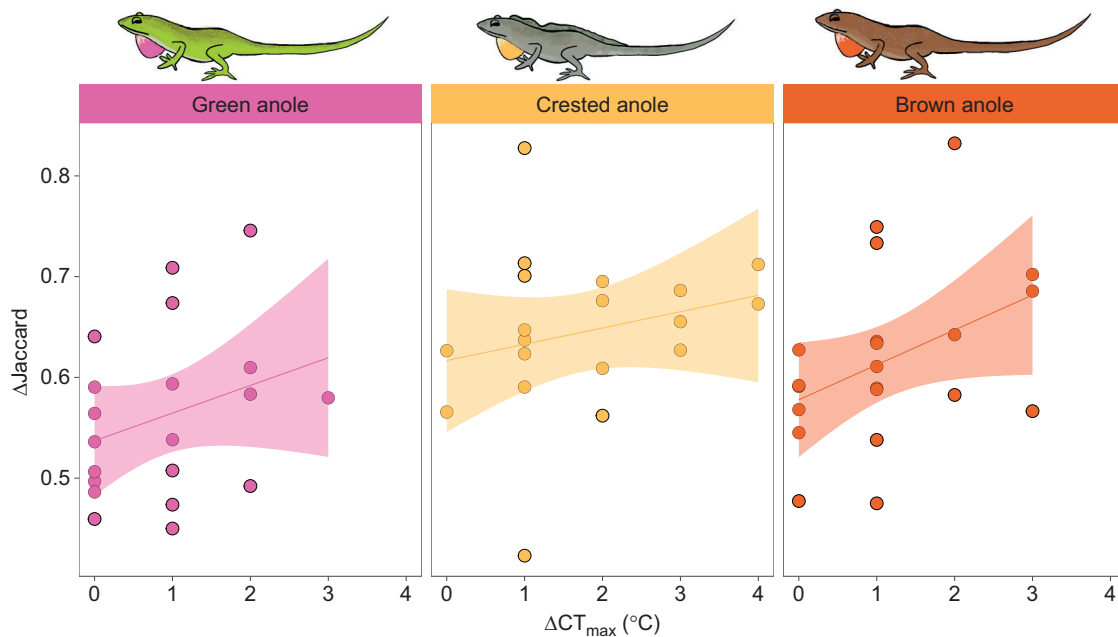 Green anole
Crested anole
Brown anole
ΔJaccard
0.8
0.7
0.6
0.5
0 1 2 3 4
0 1 2 3 4
0 1 2 3 4
ΔCTmax (°C)